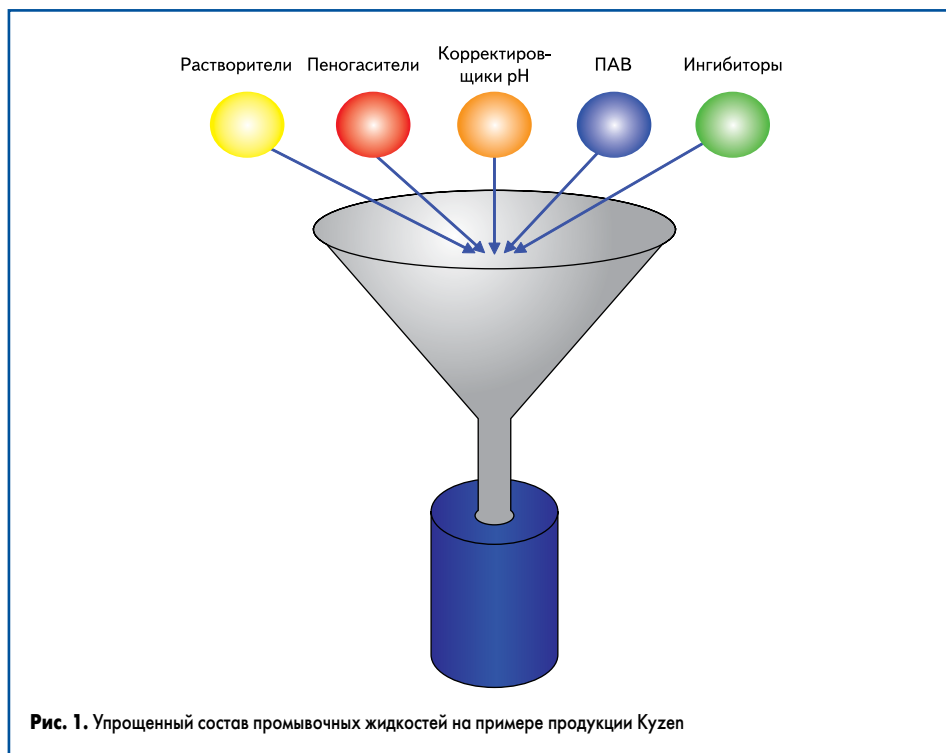 Растворители
Пеногасители
Корректиров-
щики pH
ПАВ
Ингибиторы
Рис. 1. Упрощенный состав промывочных жидкостей на примере продукции Kyzen